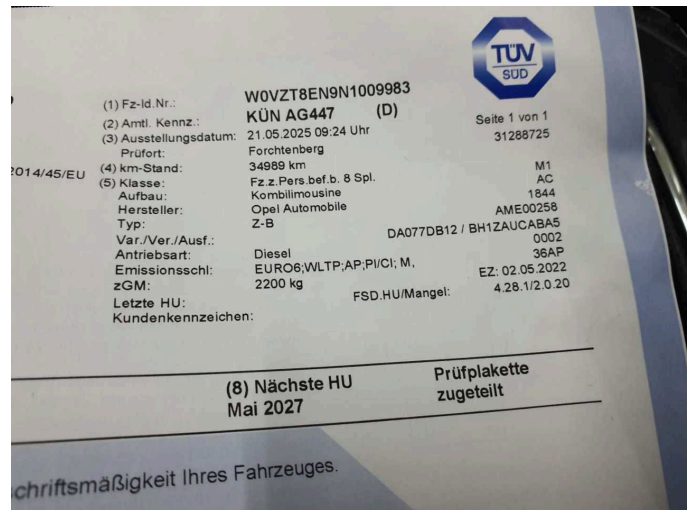 TÜV
SÜD
(1) Fz-Id.Nr.: W0VZT8EN9N1009983
(2) Amtl. Kennz.: KÜN AG447 (D) Seite 1 von 1
(3) Ausstellungsdatum: 21.05.2025 09:24 Uhr 31288725
Prüfort: Forchtenberg
2014/45/EU (4) km-Stand: 34989 km
(5) Klasse: Fz.z.Pers.bef.b. 8 Spl. M1
Aufbau: Kombilimousine AC
Hersteller: Opel Automobile 1844
Typ: Z-B AME00258
Var./Ver./Ausf.: DA077DB12 / BH1ZAUCABA5
Antriebsart: Diesel 0002
Emissionsschl: EURO6;WLTP;AP;PI/CI; M, 36AP
zGM: 2200 kg EZ: 02.05.2022
Letzte HU: FSD.HU/Mangel: 4.28.1/2.0.20
Kundenkennzeichen:
(8) Nächste HU Prüfplakette
Mai 2027 zugeteilt
chriftsmäßigkeit Ihres Fahrzeuges.